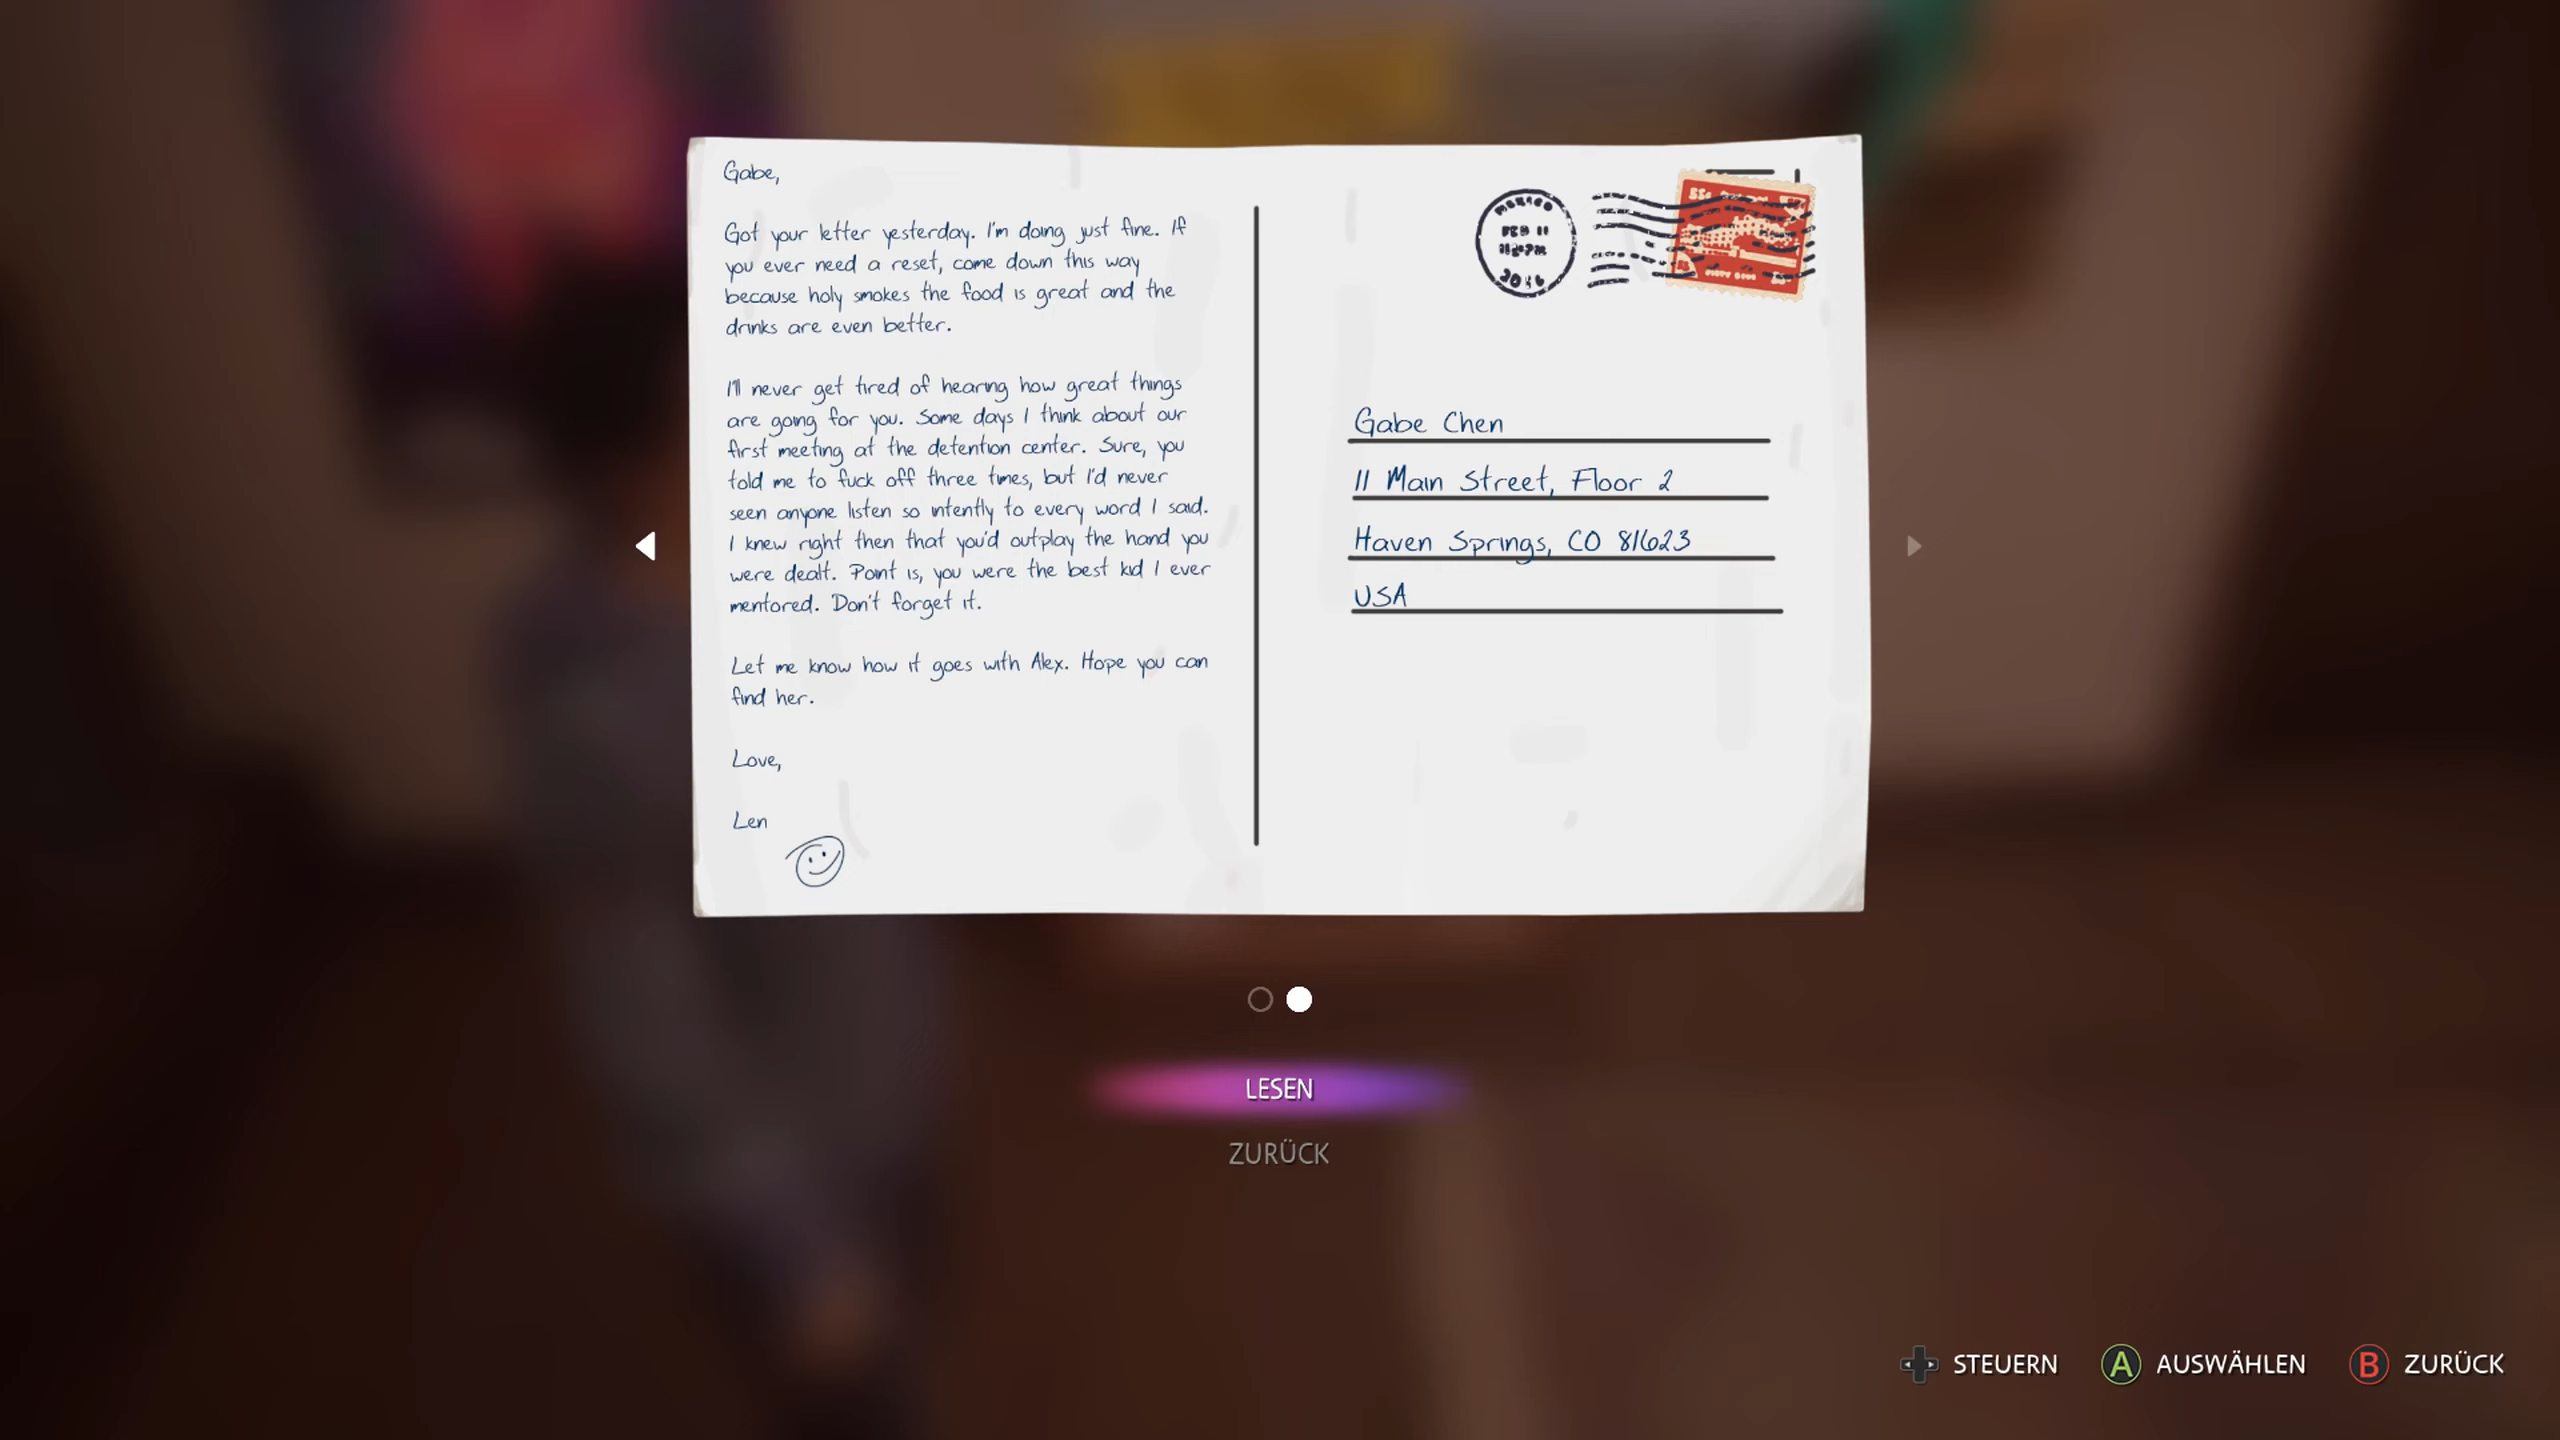 Gabe,
Got your letter yesterday. I'm doing just fine. If
you ever need a reset, come down this way
because holy smokes the food is great and the
drinks are even better.
I'll never get tired of hearing how great things
are going for you. Some days I think about our
first meeting at the detention center. Sure, you
told me to fuck off three times, but I'd never
seen anyone listen so intently to every word I said.
I knew right then that you'd outplay the hand you
were dealt. Point is, you were the best kid I ever
mentored. Don't forget it.
Let me know how it goes with Alex. Hope you can
find her.
Love,
Len
MEXICO
FEB 11
55c
Gabe Chen
11 Main Street, Floor 2
Haven Springs, CO 81623
USA
LESEN
ZURÜCK
STEUERN
A AUSWÄHLEN
B ZURÜCK